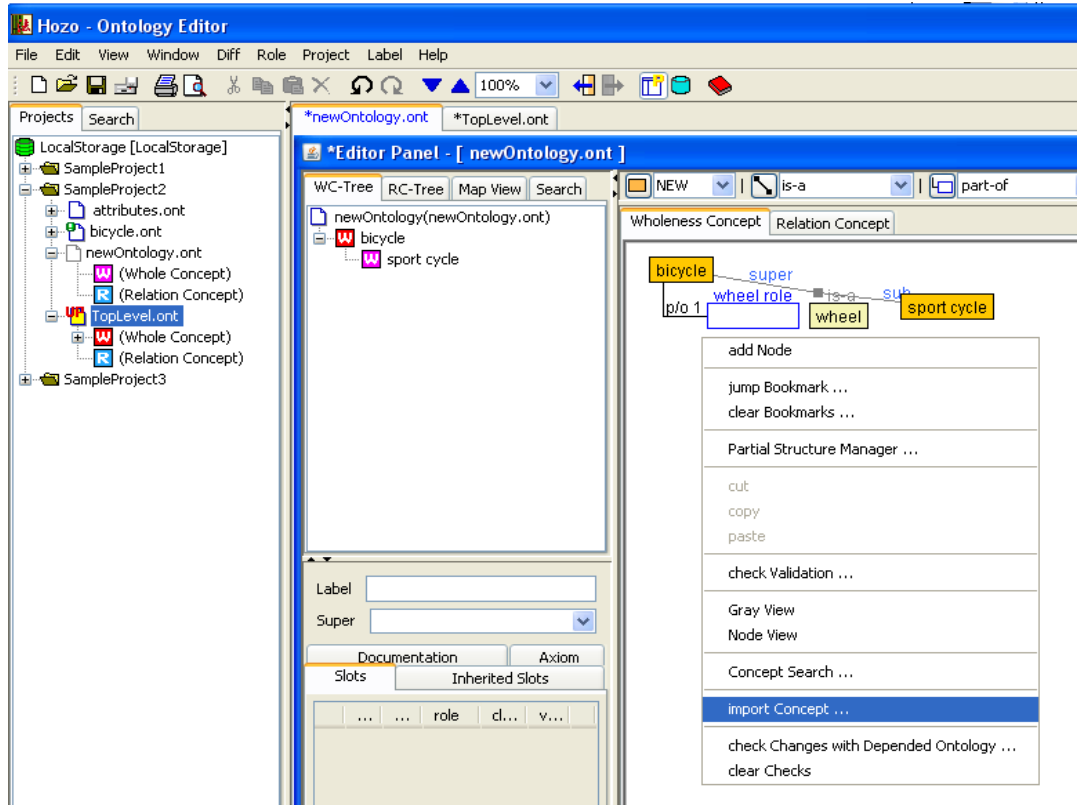 Hozo - Ontology Editor
File Edit View Window Diff Role Project Label Help
100%
Projects Search
*newOntology.ont *TopLevel.ont
LocalStorage [LocalStorage]
SampleProject1
SampleProject2
attributes.ont
bicycle.ont
newOntology.ont
W (Whole Concept)
R (Relation Concept)
UP TopLevel.ont
W (Whole Concept)
R (Relation Concept)
SampleProject3
*Editor Panel - [ newOntology.ont ]
WC-Tree RC-Tree Map View Search
newOntology(newOntology.ont)
W bicycle
W sport cycle
Label
Super
Documentation Axiom
Slots Inherited Slots
... ... role cl... v...
NEW | is-a | part-of
Wholeness Concept Relation Concept
bicycle super
wheel role is-a sub sport cycle
p/o 1 wheel
add Node
jump Bookmark ...
clear Bookmarks ...
Partial Structure Manager ...
cut
copy
paste
check Validation ...
Gray View
Node View
Concept Search ...
import Concept ...
check Changes with Depended Ontology ...
clear Checks